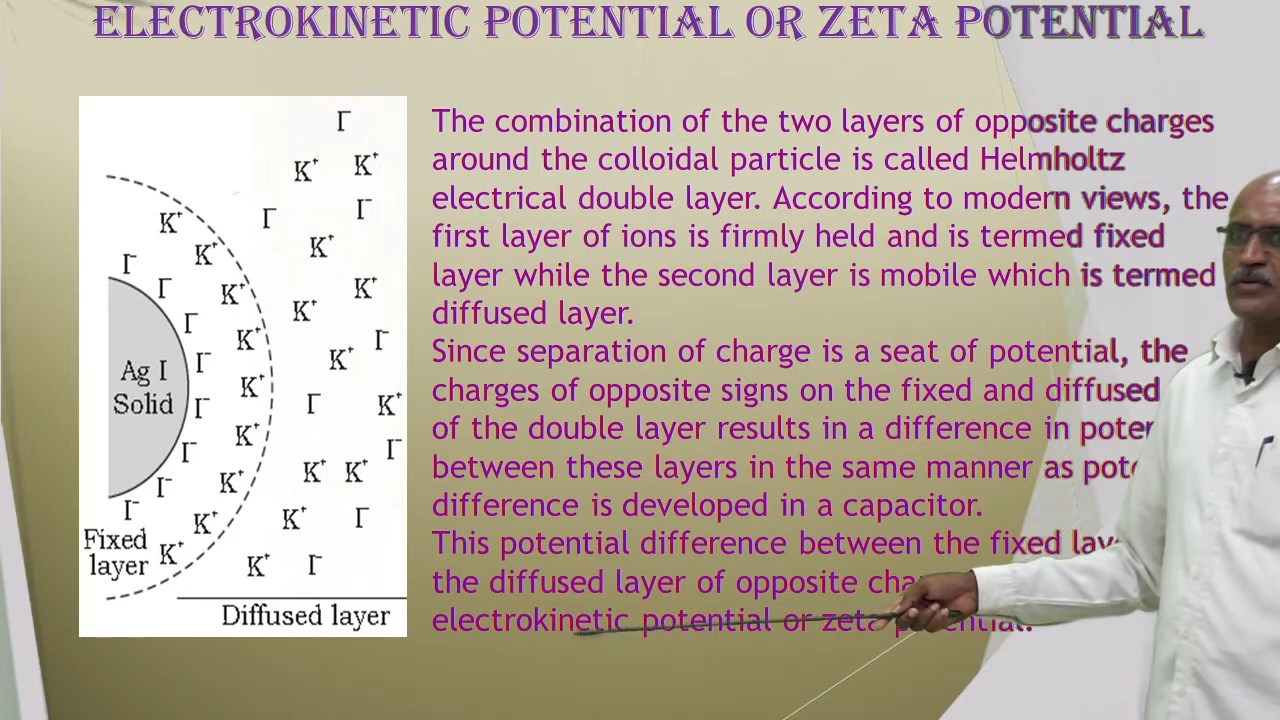 ELECTROKINETIC POTENTIAL OR ZETA POTENTIAL
The combination of the two layers of opposite charges
around the colloidal particle is called Helmholtz
electrical double layer. According to modern views, the
first layer of ions is firmly held and is termed fixed
layer while the second layer is mobile which is termed
diffused layer.
Since separation of charge is a seat of potential, the
charges of opposite signs on the fixed and diffused
of the double layer results in a difference in
between these layers in the same manner as
difference is developed in a capacitor.
This potential difference between the fixed
the diffused layer of opposite
electrokinetic potential or zeta
I⁻
K⁺ K⁺
K⁺ I⁻ I⁻
K⁺ K⁺
I⁻ I⁻ K⁺ K⁺
I⁻ K⁺ K⁺
I⁻ K⁺ I⁻
Ag I I⁻ K⁺
Solid I⁻ K⁺ I⁻ K⁺
I⁻ K⁺ I⁻
I⁻ K⁺ K⁺ K⁺
I⁻ K⁺ K⁺ I⁻
Fixed
layer K⁺ K⁺ I⁻
Diffused layer